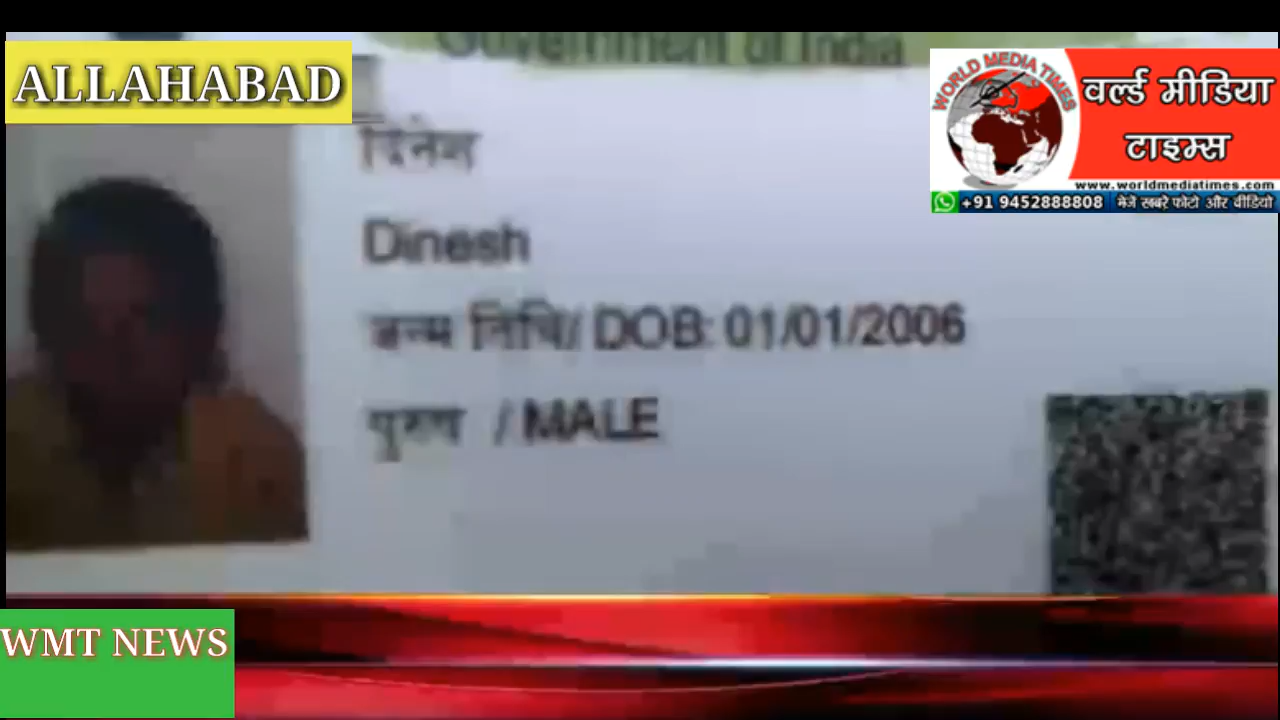 Government of India
ALLAHABAD
WORLD MEDIA TIMES
वर्ल्ड मीडिया
टाइम्स
www.worldmediatimes.com
+91 9452888808 भेजें खबरें फोटो और वीडियो
दिनेश
Dinesh
जन्म तिथि/ DOB: 01/01/2006
पुरुष / MALE
WMT NEWS